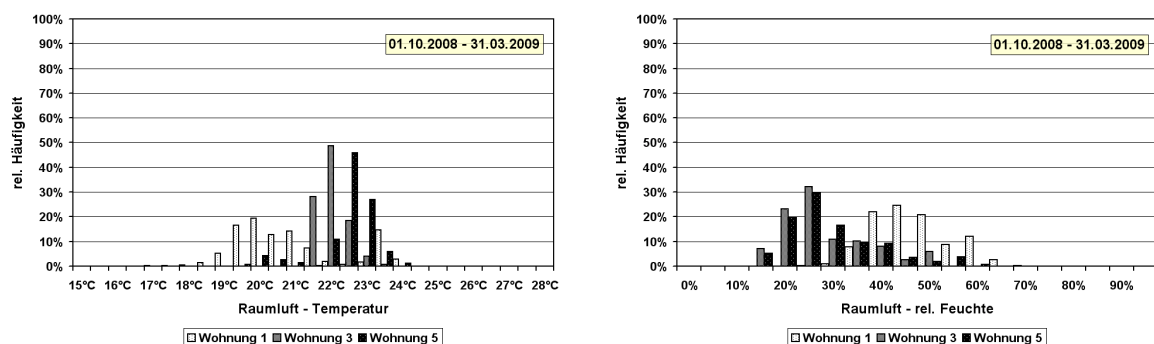 100%
01.10.2008 - 31.03.2009
90%
80%
70%
60%
50%
40%
30%
20%
10%
0%
rel. Häufigkeit
15°C 16°C 17°C 18°C 19°C 20°C 21°C 22°C 23°C 24°C 25°C 26°C 27°C 28°C
Raumluft - Temperatur
Wohnung 1 Wohnung 3 Wohnung 5
100%
01.10.2008 - 31.03.2009
90%
80%
70%
60%
50%
40%
30%
20%
10%
0%
rel. Häufigkeit
0% 10% 20% 30% 40% 50% 60% 70% 80% 90%
Raumluft - rel. Feuchte
Wohnung 1 Wohnung 3 Wohnung 5